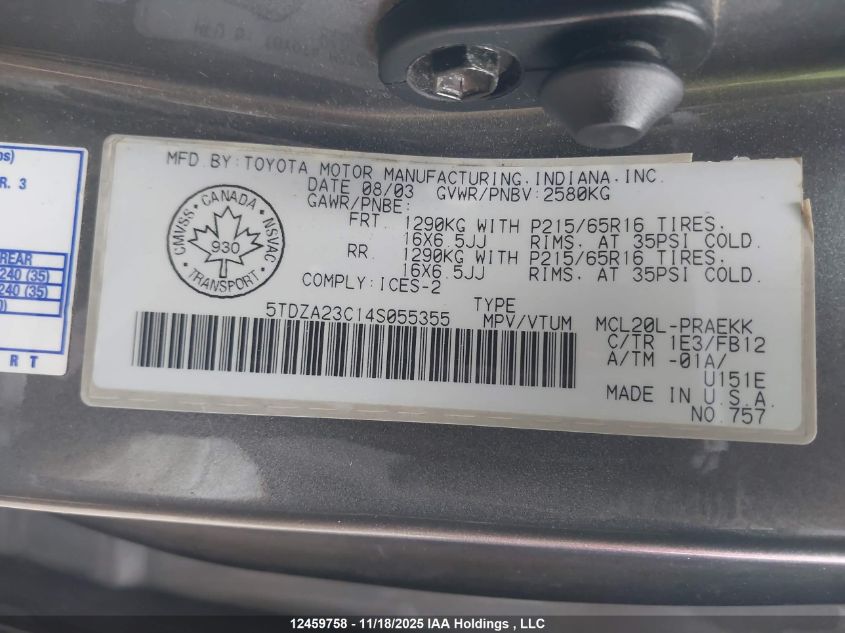 MFD. BY: TOYOTA MOTOR MANUFACTURING, INDIANA, INC.
DATE 08/03 GVWR/PNBV: 2580KG
GAWR/PNBE:
FRT 1290KG WITH P215/65R16 TIRES.
16X6.5JJ RIMS. AT 35PSI COLD.
RR 1290KG WITH P215/65R16 TIRES.
16X6.5JJ RIMS. AT 35PSI COLD.
COMPLY: ICES-2
CMVSS · CANADA · NSVAC
930
TRANSPORT
5TDZA23C14S055355
TYPE
MPV/VTUM
MCL20L-PRAEKK
C/TR 1E3/FB12
A/TM -01A/
U151E
MADE IN U.S.A.
NO.757
R. 3
REAR
240 (35)
240 (35)
R T
12459758 - 11/18/2025 IAA Holdings , LLC